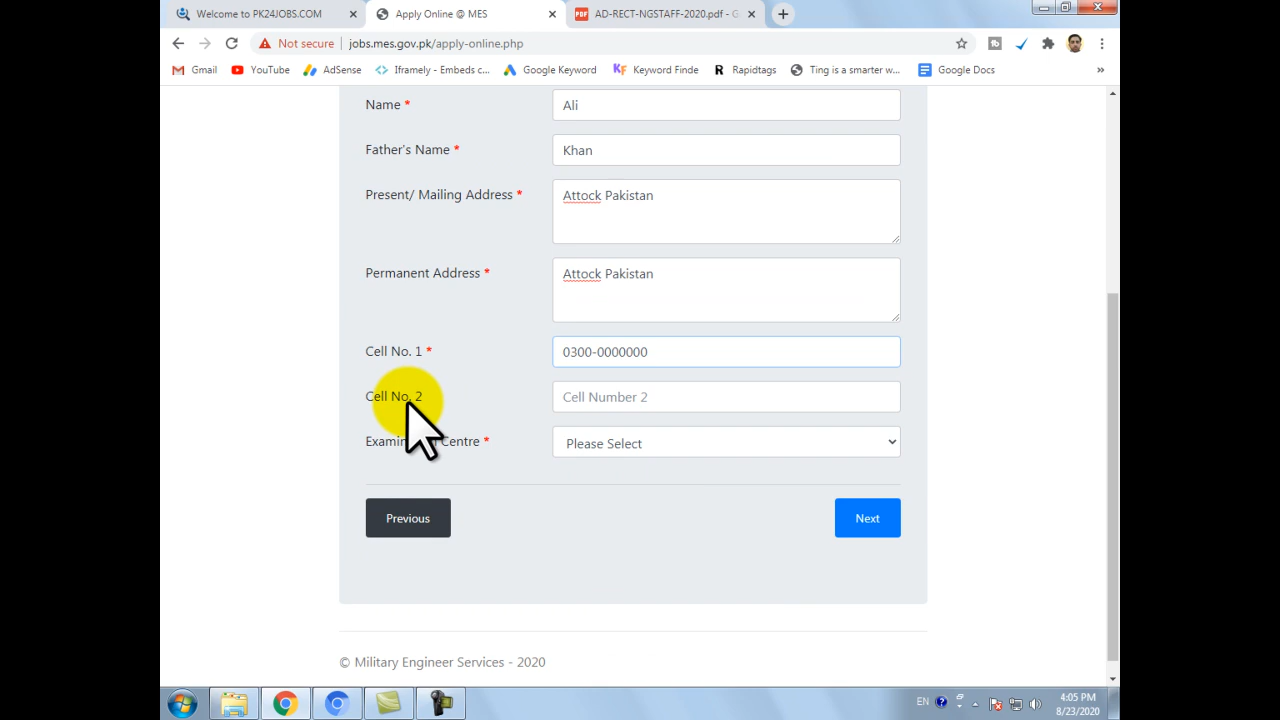 Welcome to PK24JOBS.COM
Apply Online @ MES
AD-RECT-NGSTAFF-2020.pdf - G
Not secure
jobs.mes.gov.pk/apply-online.php
Gmail
YouTube
AdSense
Iframely - Embeds c...
Google Keyword
Keyword Finde
Rapidtags
Ting is a smarter w...
Google Docs
»
Name *
Ali
Father's Name *
Khan
Present/ Mailing Address *
Attock Pakistan
Permanent Address *
Attock Pakistan
Cell No. 1 *
0300-0000000
Cell No. 2
Cell Number 2
Centre *
Please Select
Previous
Next
© Military Engineer Services - 2020
EN
4:05 PM
8/23/2020